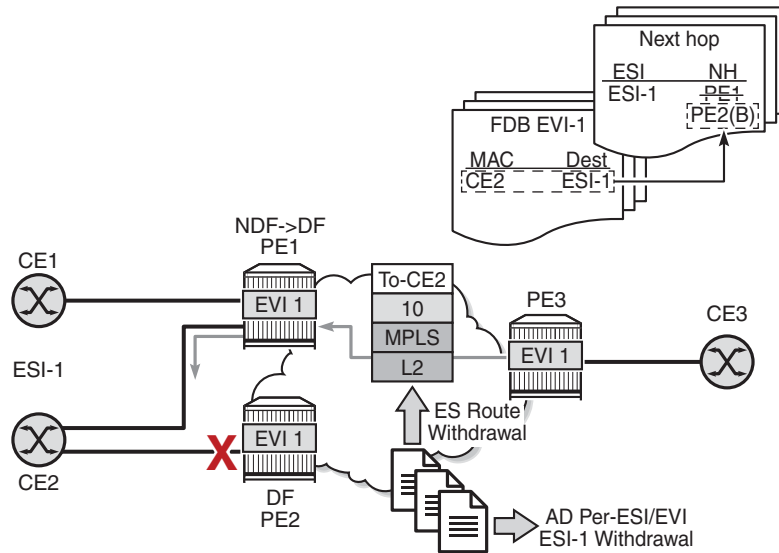 Next hop
ESI NH
ESI-1 PE1
PE2(B)
FDB EVI-1
MAC Dest
CE2 ESI-1
NDF->DF
PE1
CE1
To-CE2
10
MPLS
L2
EVI 1
PE3
EVI 1
CE3
ESI-1
ES Route
Withdrawal
EVI 1
X
CE2
DF
PE2
AD Per-ESI/EVI
ESI-1 Withdrawal